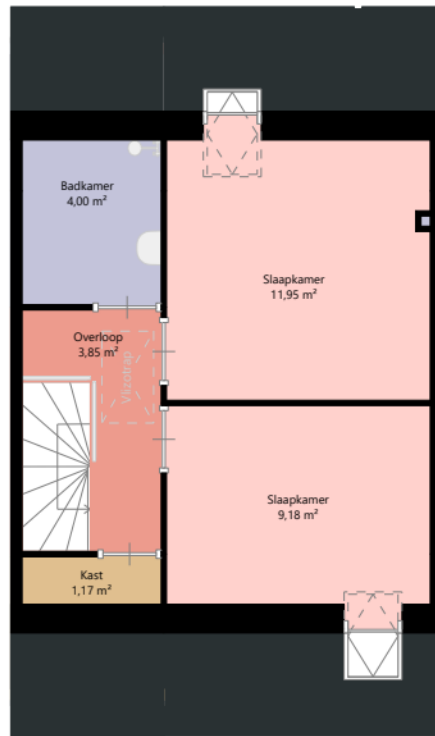 Badkamer
4,00 m²
Slaapkamer
11,95 m²
Overloop
3,85 m²
Vlizotrap
Slaapkamer
9,18 m²
Kast
1,17 m²